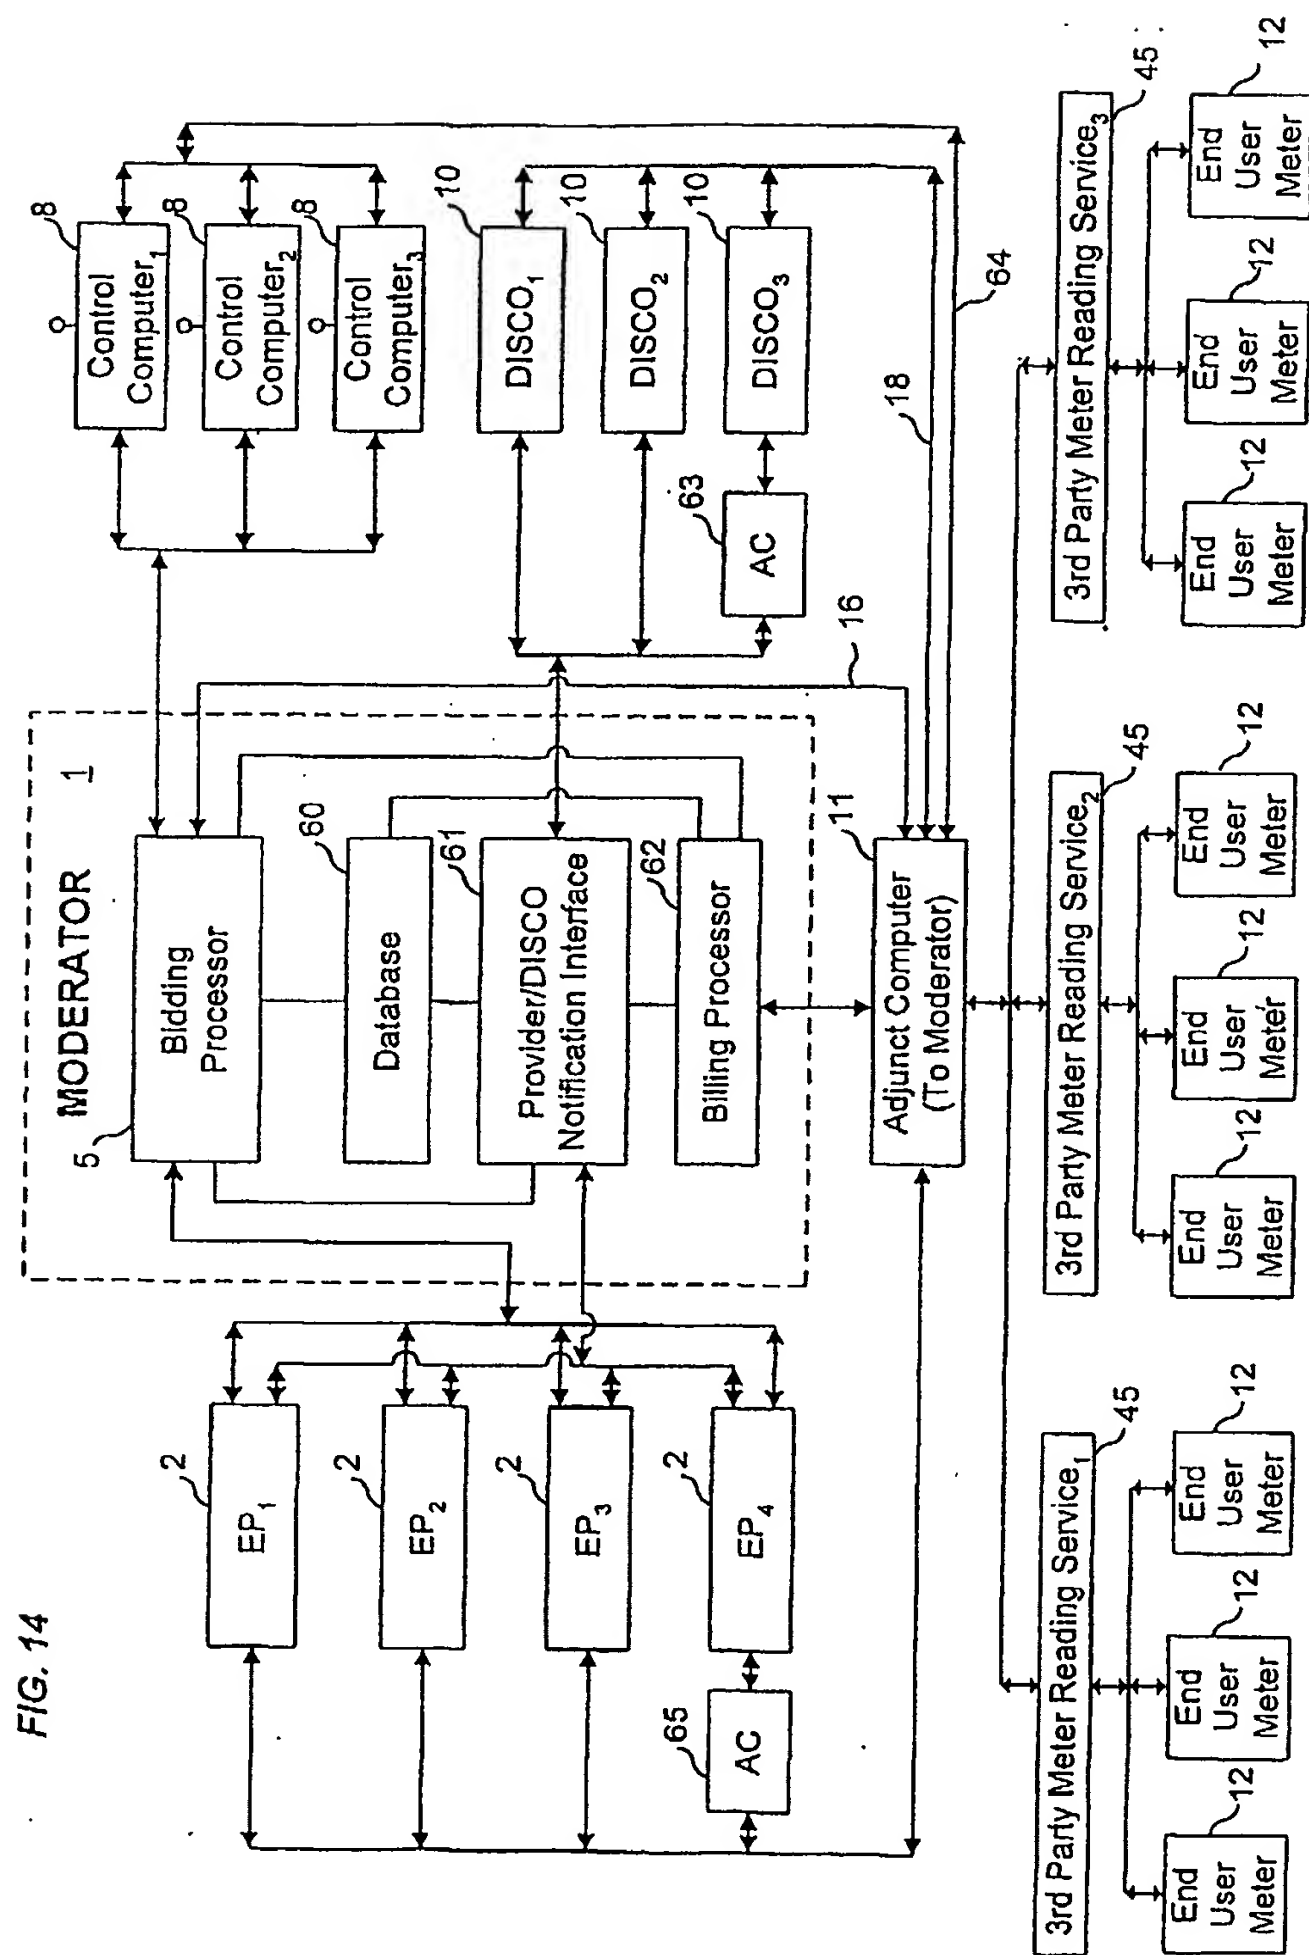 FIG. 14
MODERATOR
1
5
Bidding
Processor
60
Database
61
Provider/DISCO
Notification Interface
62
Billing Processor
2
EP1
2
EP2
2
EP3
2
EP4
65
AC
8
Control
Computer1
8
Control
Computer2
8
Control
Computer3
10
DISCO1
10
DISCO2
10
DISCO3
63
AC
16
18
64
11
Adjunct Computer
(To Moderator)
45
3rd Party Meter Reading Service1
12
End
User
Meter
12
End
User
Meter
12
End
User
Meter
45
3rd Party Meter Reading Service2
12
End
User
Meter
12
End
User
Meter
12
End
User
Meter
45
3rd Party Meter Reading Service3
12
End
User
Meter
12
End
User
Meter
12
End
User
Meter